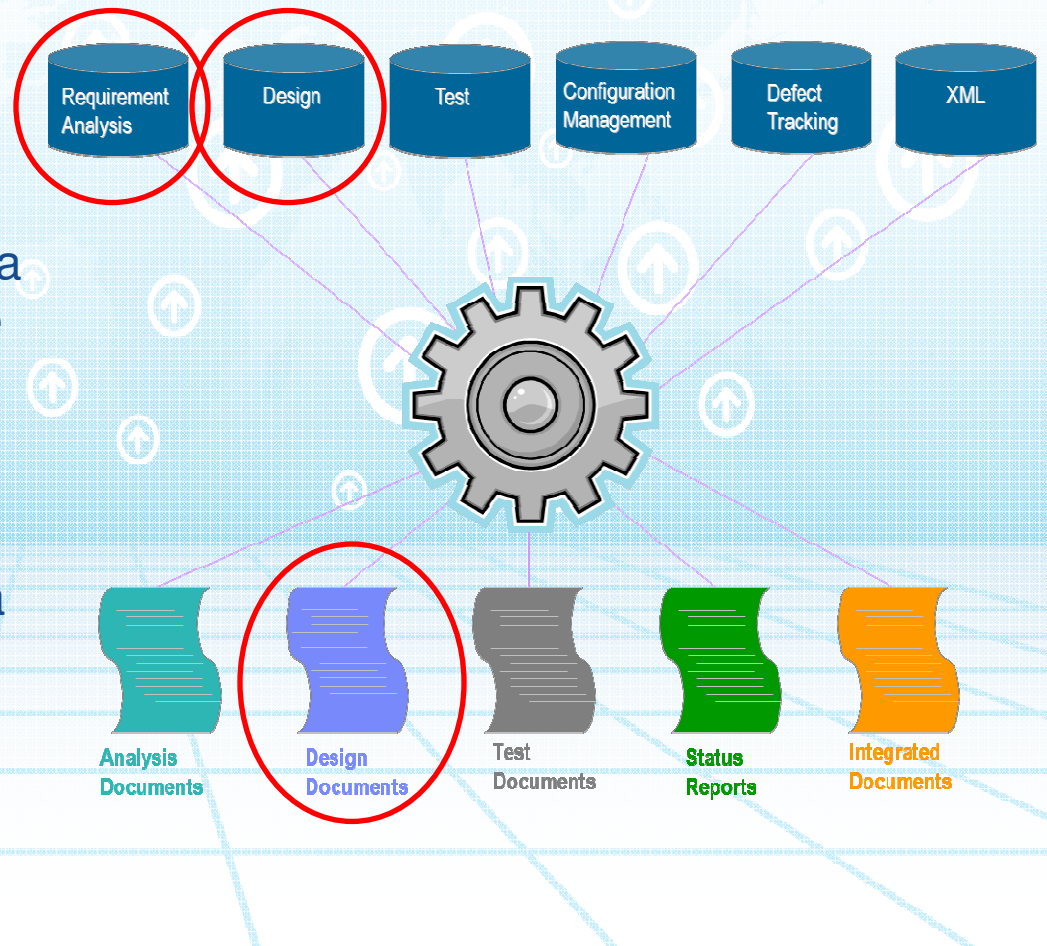 Requirement
Analysis
Design
Test
Configuration
Management
Defect
Tracking
XML
a
Analysis
Documents
Design
Documents
Test
Documents
Status
Reports
Integrated
Documents